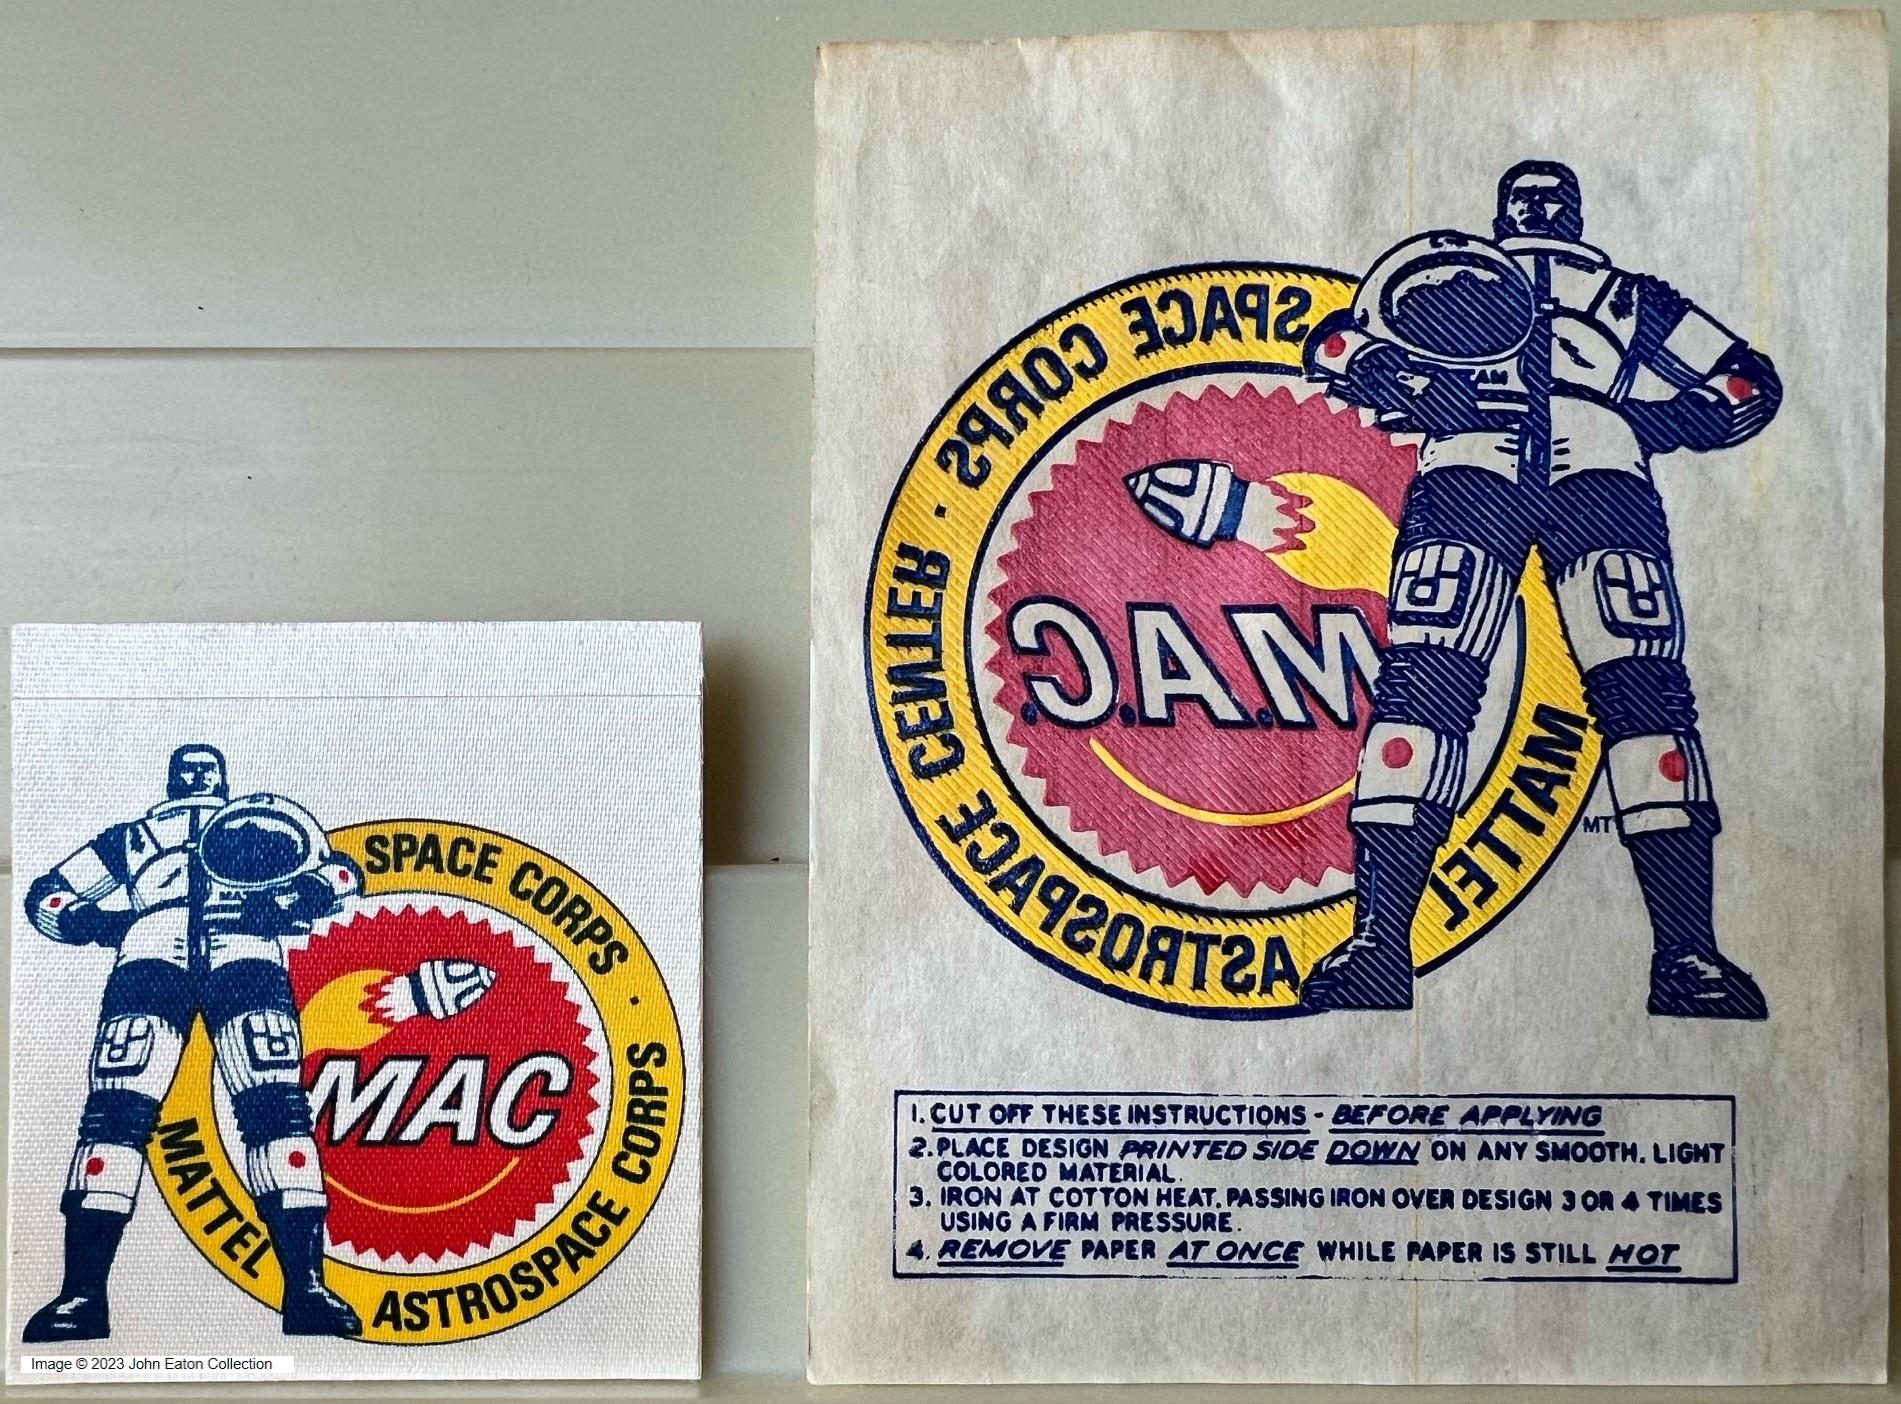 SPACE CORPS ·
MAC
MATTEL
ASTROSPACE CORPS
Image © 2023 John Eaton Collection
SPACE CORPS ·
M.A.C.
MATTEL
ASTROSPACE CENTER
MT
1. CUT OFF THESE INSTRUCTIONS - BEFORE APPLYING
2. PLACE DESIGN PRINTED SIDE DOWN ON ANY SMOOTH, LIGHT
COLORED MATERIAL.
3. IRON AT COTTON HEAT, PASSING IRON OVER DESIGN 3 OR 4 TIMES
USING A FIRM PRESSURE.
4. REMOVE PAPER AT ONCE WHILE PAPER IS STILL HOT